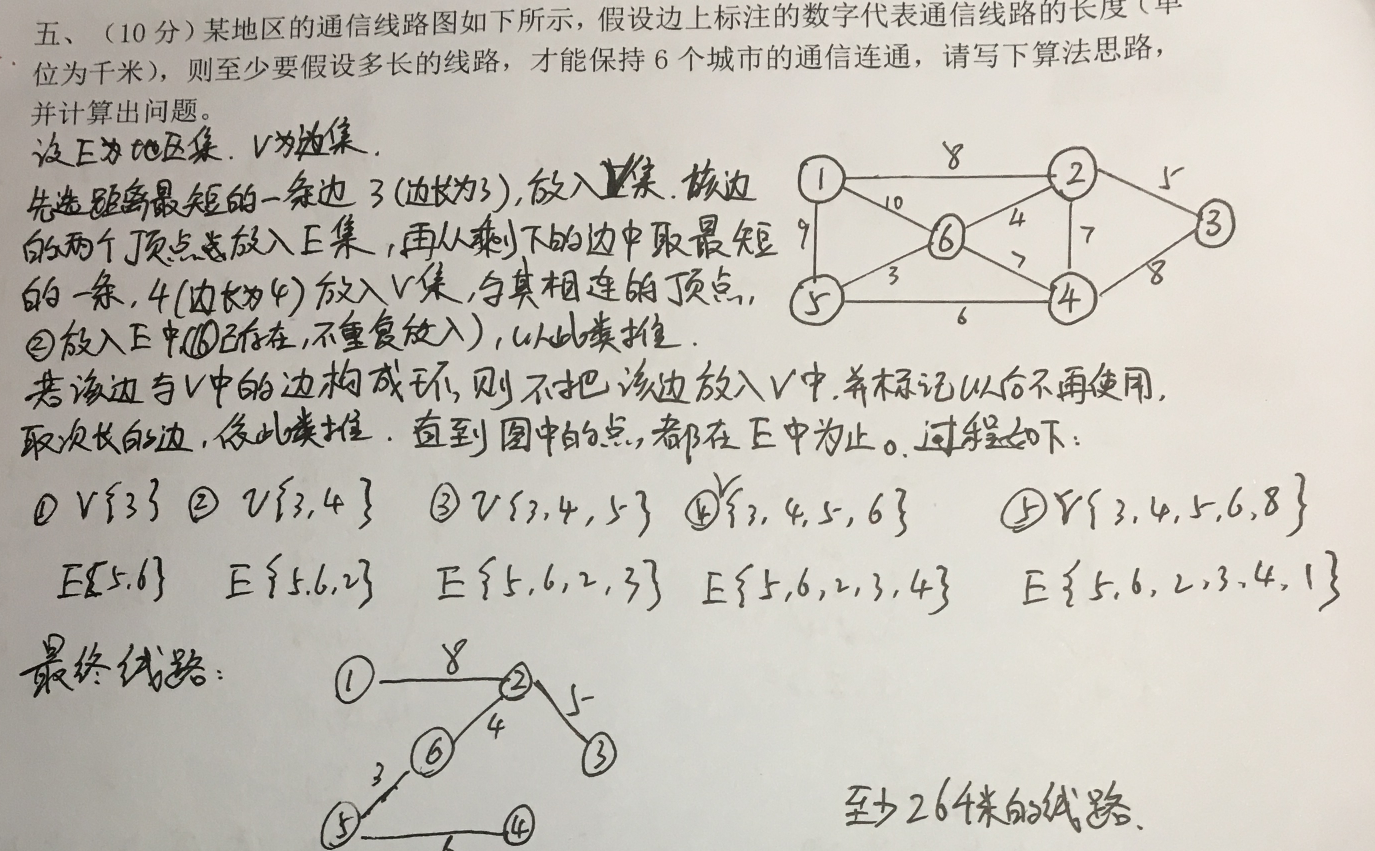 五、（10 分）某地区的通信线路图如下所示，假设边上标注的数字代表通信线路的长度（单
位为千米），则至少要假设多长的线路，才能保持 6 个城市的通信连通，请写下算法思路，
并计算出问题。
设E为地区集. V为边集.
先选距离最短的一条边 3 (边长为3), 放入V集. 该边
的两个顶点放入E集, 再从剩下的边中取最短
的一条, 4(边长为4) 放入V集, 与其相连的顶点,
②放入E中(⑥已存在, 不重复放入), 以此类推.
若该边与V中的边构成环, 则不把该边放入V中. 并标记以后不再使用.
取次长的边, 依此类推. 直到图中的点, 都在E中为止。过程如下:
① 8 ② 5 ③
10 4
9 ⑥ 7
3 7 8
⑤ 6 ④
① V{3} ② V{3,4} ③ V{3,4,5} ④ V{3,4,5,6} ⑤ V{3,4,5,6,8}
E{5,6} E{5,6,2} E{5,6,2,3} E{5,6,2,3,4} E{5,6,2,3,4,1}
最终线路:
① 8 ② 5
4
⑥ ③
3
⑤ ④
6
至少26千米的线路.